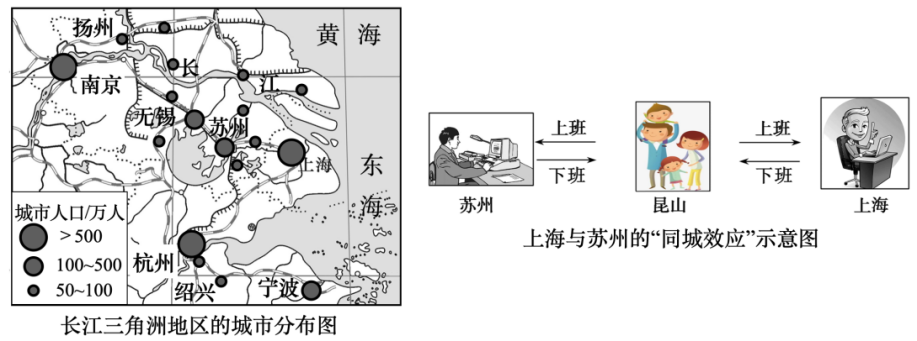 扬州
黄海
南京
长
江
无锡
苏州
上海
东
海
城市人口/万人
>500
100~500
50~100
杭州
绍兴
宁波
长江三角洲地区的城市分布图
上班
下班
上班
下班
苏州
昆山
上海
上海与苏州的“同城效应”示意图